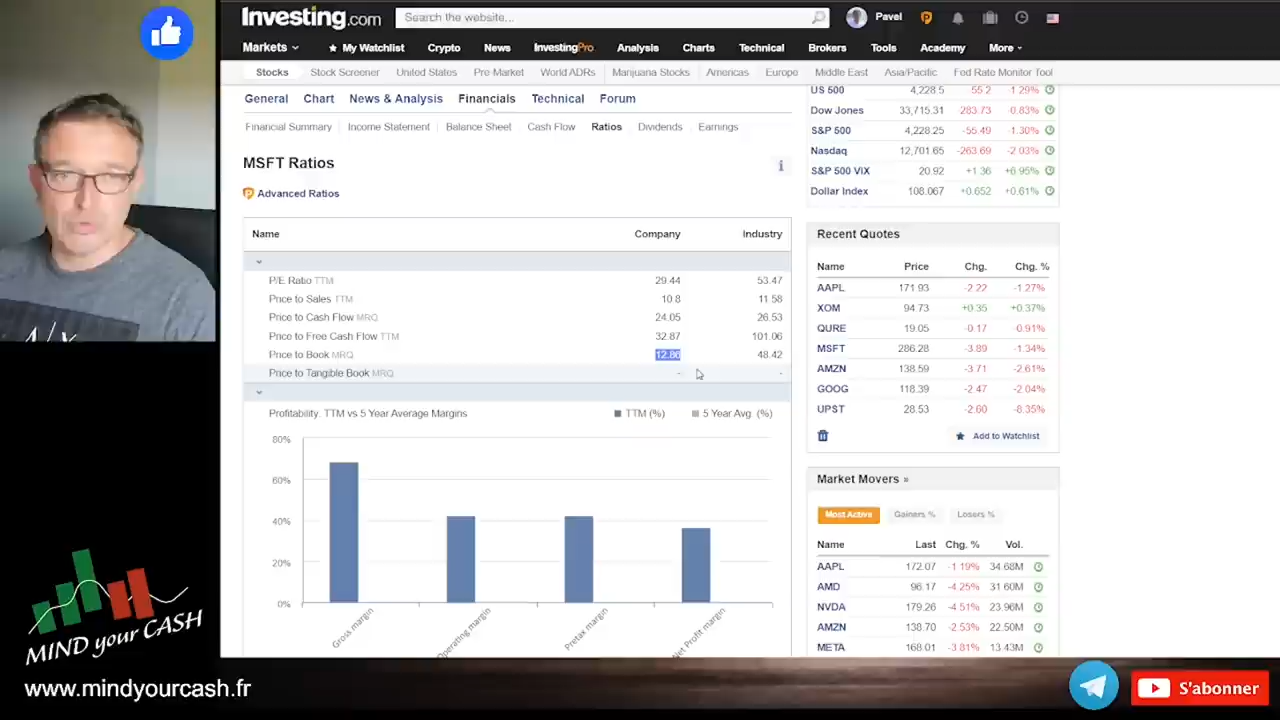 Investing.com
Search the website...
Pavel
Markets
My Watchlist
Crypto
News
InvestingPro
Analysis
Charts
Technical
Brokers
Tools
Academy
More
Stocks
Stock Screener
United States
Pre-Market
World ADRs
Marijuana Stocks
Americas
Europe
Middle East
Asia/Pacific
Fed Rate Monitor Tool
General
Chart
News & Analysis
Financials
Technical
Forum
Financial Summary
Income Statement
Balance Sheet
Cash Flow
Ratios
Dividends
Earnings
MSFT Ratios
Advanced Ratios
Name Company Industry
P/E Ratio TTM 29.44 53.47
Price to Sales TTM 10.8 11.58
Price to Cash Flow MRQ 24.05 26.53
Price to Free Cash Flow TTM 32.87 101.06
Price to Book MRQ 12.86 48.42
Price to Tangible Book MRQ - -
Profitability. TTM vs 5 Year Average Margins
TTM (%)
5 Year Avg. (%)
80%
60%
40%
20%
0%
Gross margin
Operating margin
Pretax margin
Net Profit margin
US 500 4,228.5 -55.2 -1.29%
Dow Jones 33,715.31 -283.73 -0.83%
S&P 500 4,228.25 -55.49 -1.30%
Nasdaq 12,701.65 -263.69 -2.03%
S&P 500 VIX 20.92 +1.36 +6.95%
Dollar Index 108.067 +0.652 +0.61%
Recent Quotes
Name Price Chg. Chg. %
AAPL 171.93 -2.22 -1.27%
XOM 94.73 +0.35 +0.37%
QURE 19.05 -0.17 -0.91%
MSFT 286.28 -3.89 -1.34%
AMZN 138.59 -3.71 -2.61%
GOOG 118.39 -2.47 -2.04%
UPST 28.53 -2.60 -8.35%
Add to Watchlist
Market Movers »
Most Active
Gainers %
Losers %
Name Last Chg. % Vol.
AAPL 172.07 -1.19% 34.68M
AMD 96.17 -4.25% 31.60M
NVDA 179.26 -4.51% 23.96M
AMZN 138.70 -2.53% 22.50M
META 168.01 -3.81% 13.43M
MIND your CASH
www.mindyourcash.fr
S'abonner